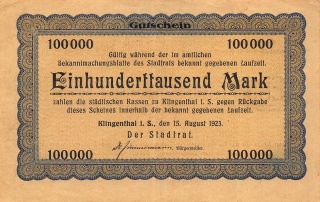 Gutschein
100000 100000
Gültig während der im amtlichen
Bekanntmachungsblatte des Stadtrats bekannt gegebenen Laufzeit.
Einhunderttausend Mark
zahlen die städtischen Kassen zu Klingenthal i. S. gegen Rückgabe
dieses Scheines innerhalb der bekannt gegebenen Laufzeit.
Klingenthal i. S., den 15. August 1923.
Der Stadtrat.
Bürgermeister.
100000 100000